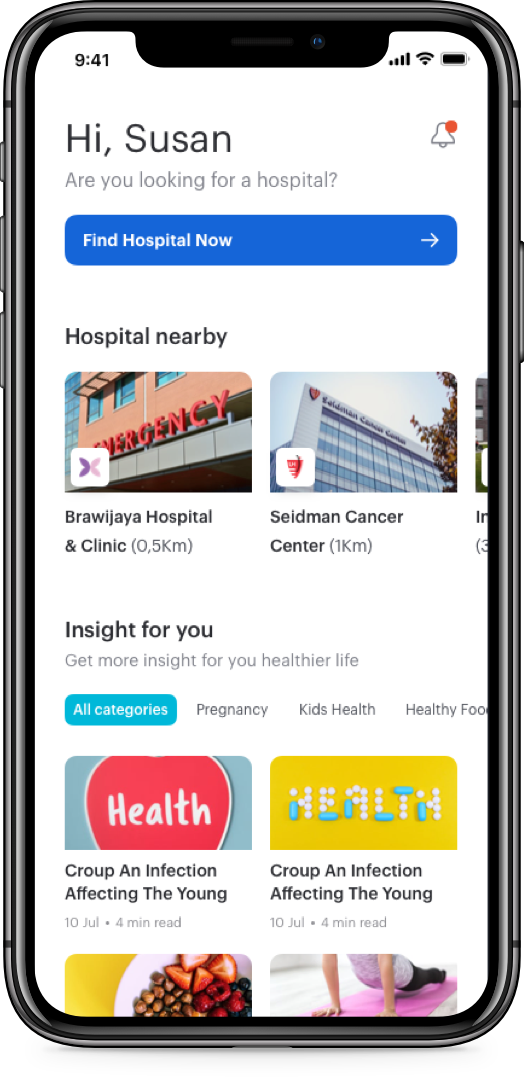 9:41
Hi, Susan
Are you looking for a hospital?
Find Hospital Now
Hospital nearby
EMERGENCY
Seidman Cancer Center
Brawijaya Hospital
& Clinic (0,5Km)
Seidman Cancer
Center (1Km)
In
(3
Insight for you
Get more insight for you healthier life
All categories
Pregnancy
Kids Health
Healthy Foo
Health
HEALTH
Croup An Infection
Affecting The Young
10 Jul • 4 min read
Croup An Infection
Affecting The Young
10 Jul • 4 min read